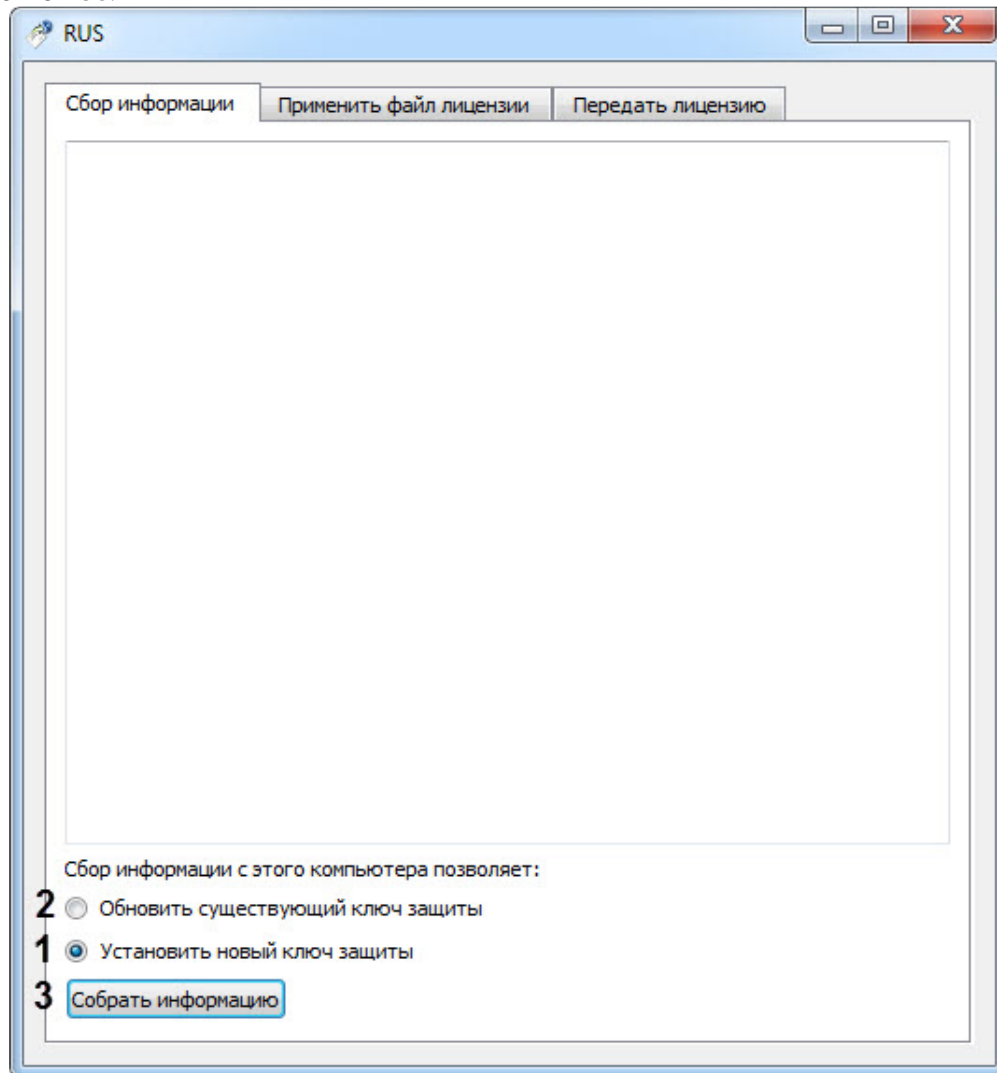 RUS
Сбор информации Применить файл лицензии Передать лицензию
Сбор информации с этого компьютера позволяет:
2 Обновить существующий ключ защиты
1 Установить новый ключ защиты
3 Собрать информацию